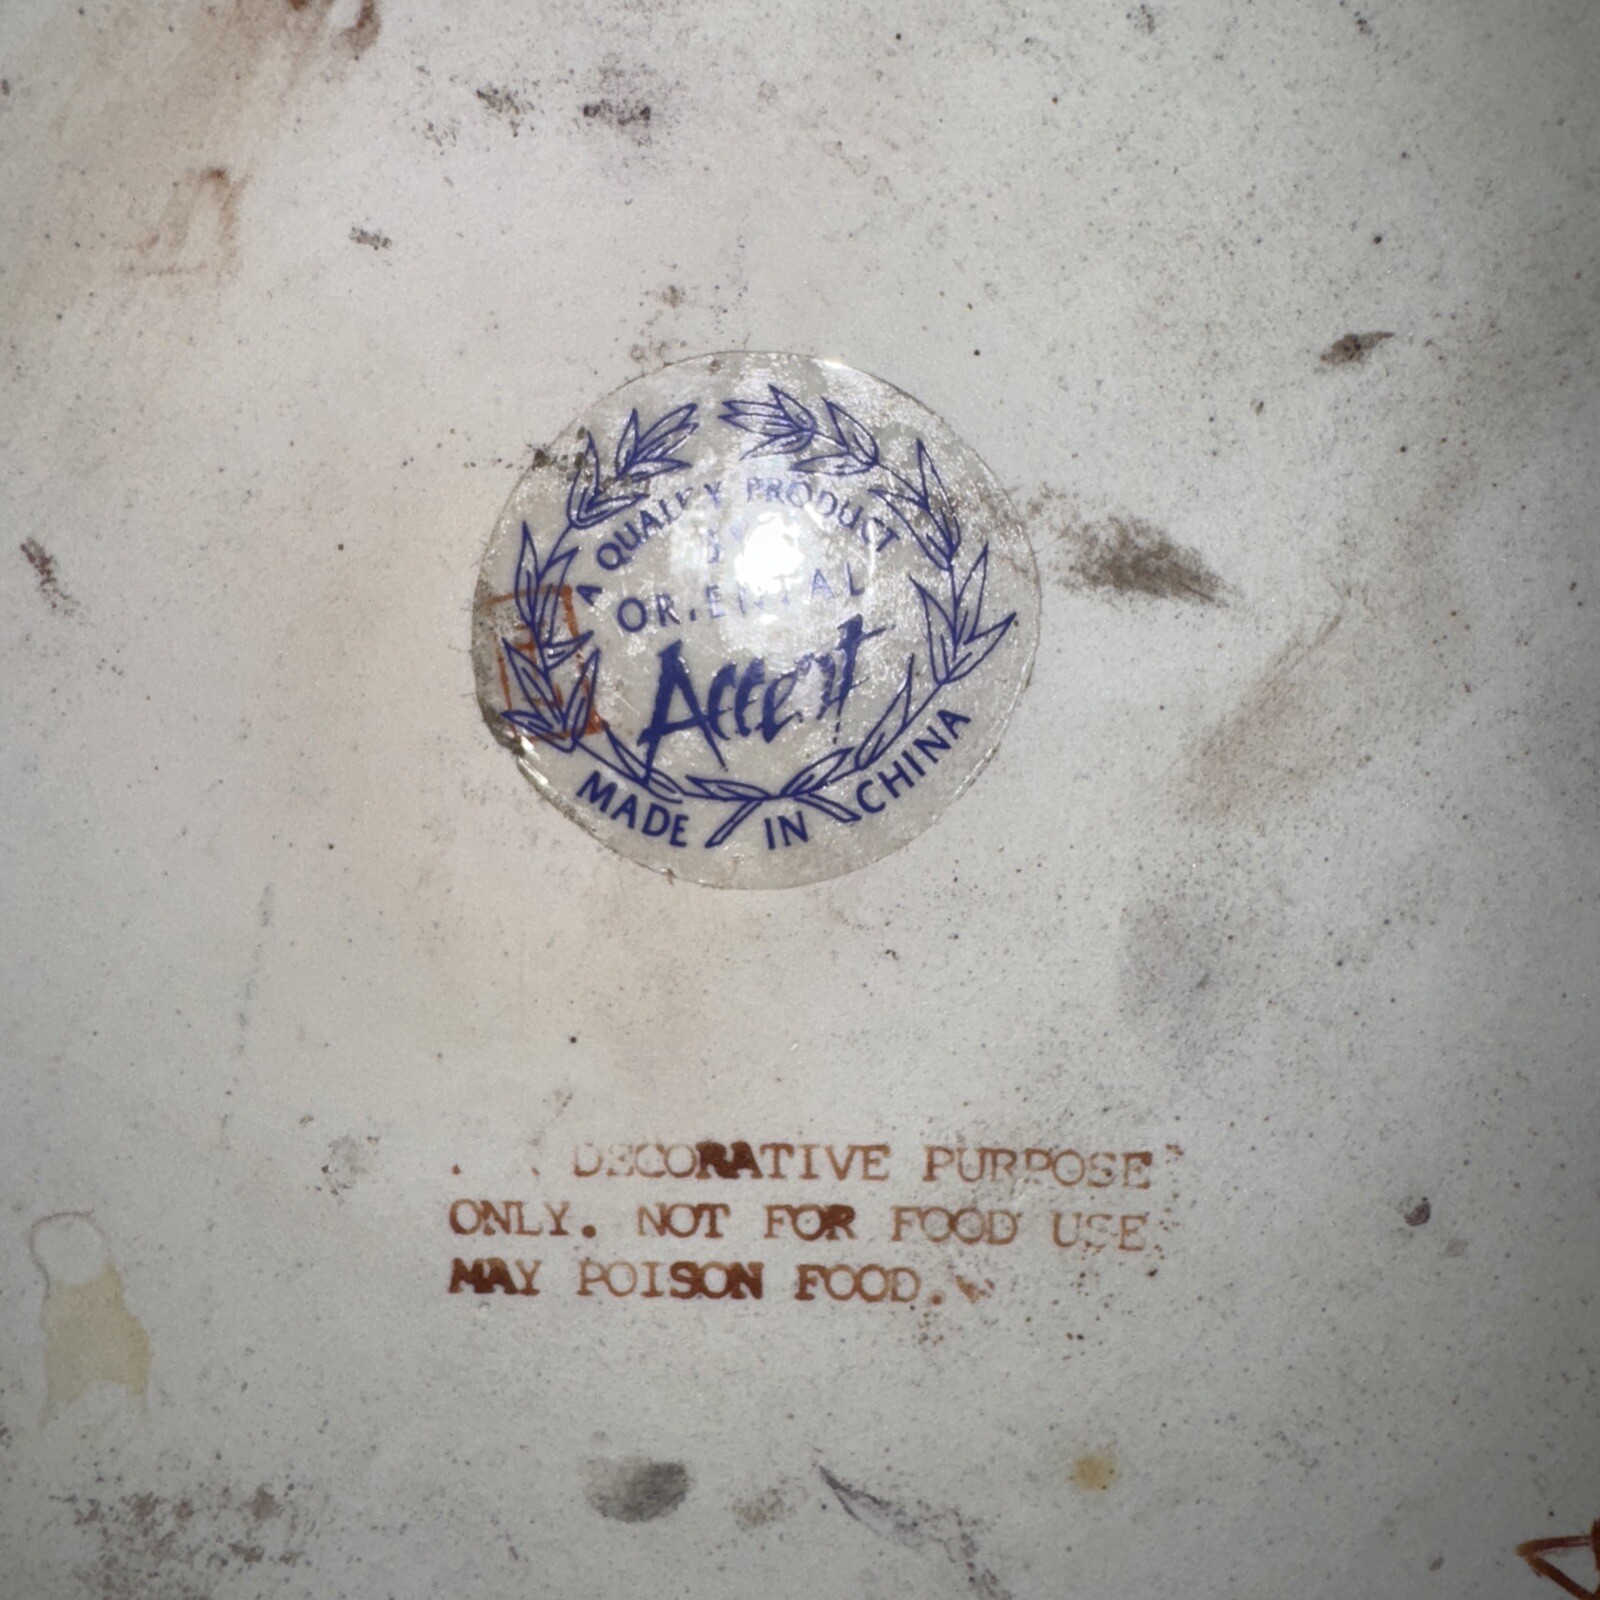 A QUALITY PRODUCT
BY
ORIENTAL
Accent
MADE IN CHINA
DECORATIVE PURPOSE
ONLY. NOT FOR FOOD USE
MAY POISON FOOD.